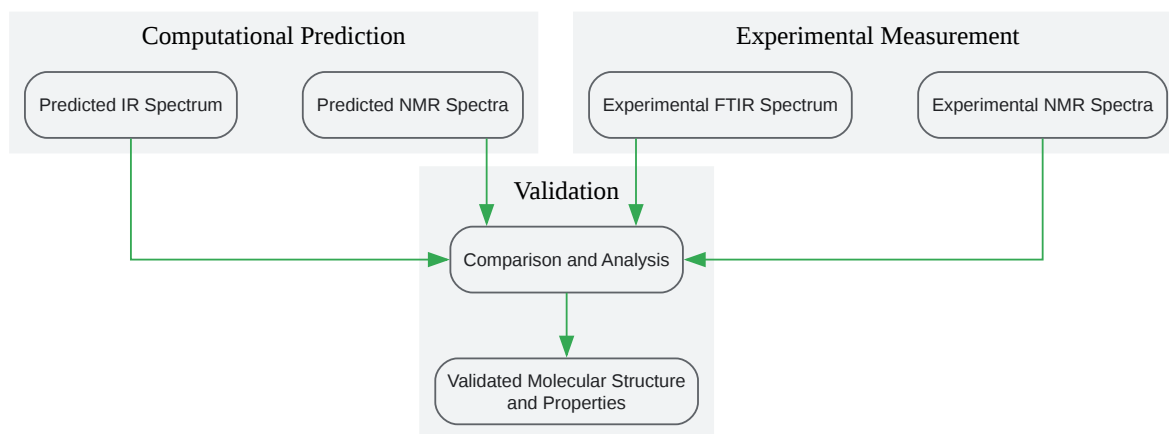 Computational Prediction
Experimental Measurement
Predicted IR Spectrum
Predicted NMR Spectra
Experimental FTIR Spectrum
Experimental NMR Spectra
Validation
Comparison and Analysis
Validated Molecular Structure
and Properties